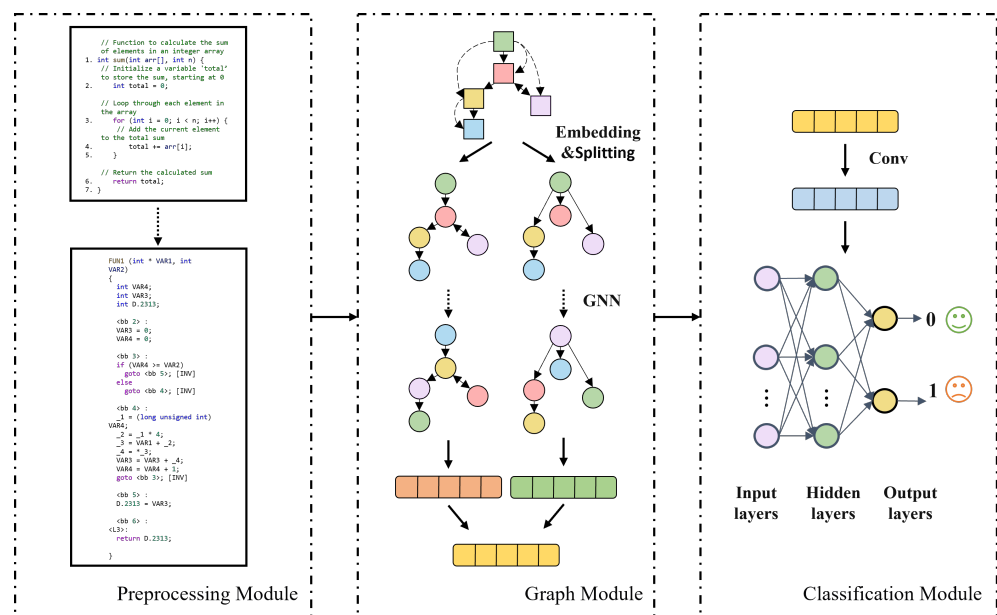 // Function to calculate the sum
of elements in an integer array
1. int sum(int arr[], int n) {
// Initialize a variable `total`
to store the sum, starting at 0
2. int total = 0;
// Loop through each element in
the array
3. for (int i = 0; i < n; i++) {
// Add the current element
to the total sum
4. total += arr[i];
5. }
// Return the calculated sum
6. return total;
7. }
FUN1 (int * VAR1, int
VAR2)
{
int VAR4;
int VAR3;
int D.2313;
<bb 2> :
VAR3 = 0;
VAR4 = 0;
<bb 3> :
if (VAR4 >= VAR2)
goto <bb 5>; [INV]
else
goto <bb 4>; [INV]
<bb 4> :
_1 = (long unsigned int)
VAR4;
_2 = _1 * 4;
_3 = VAR1 + _2;
_4 = *_3;
VAR3 = VAR3 + _4;
VAR4 = VAR4 + 1;
goto <bb 3>; [INV]
<bb 5> :
D.2313 = VAR3;
<bb 6> :
<L3>:
return D.2313;
}
Preprocessing Module
Embedding
&Splitting
GNN
Graph Module
Conv
0
1
...
...
Input
layers
Hidden
layers
Output
layers
Classification Module